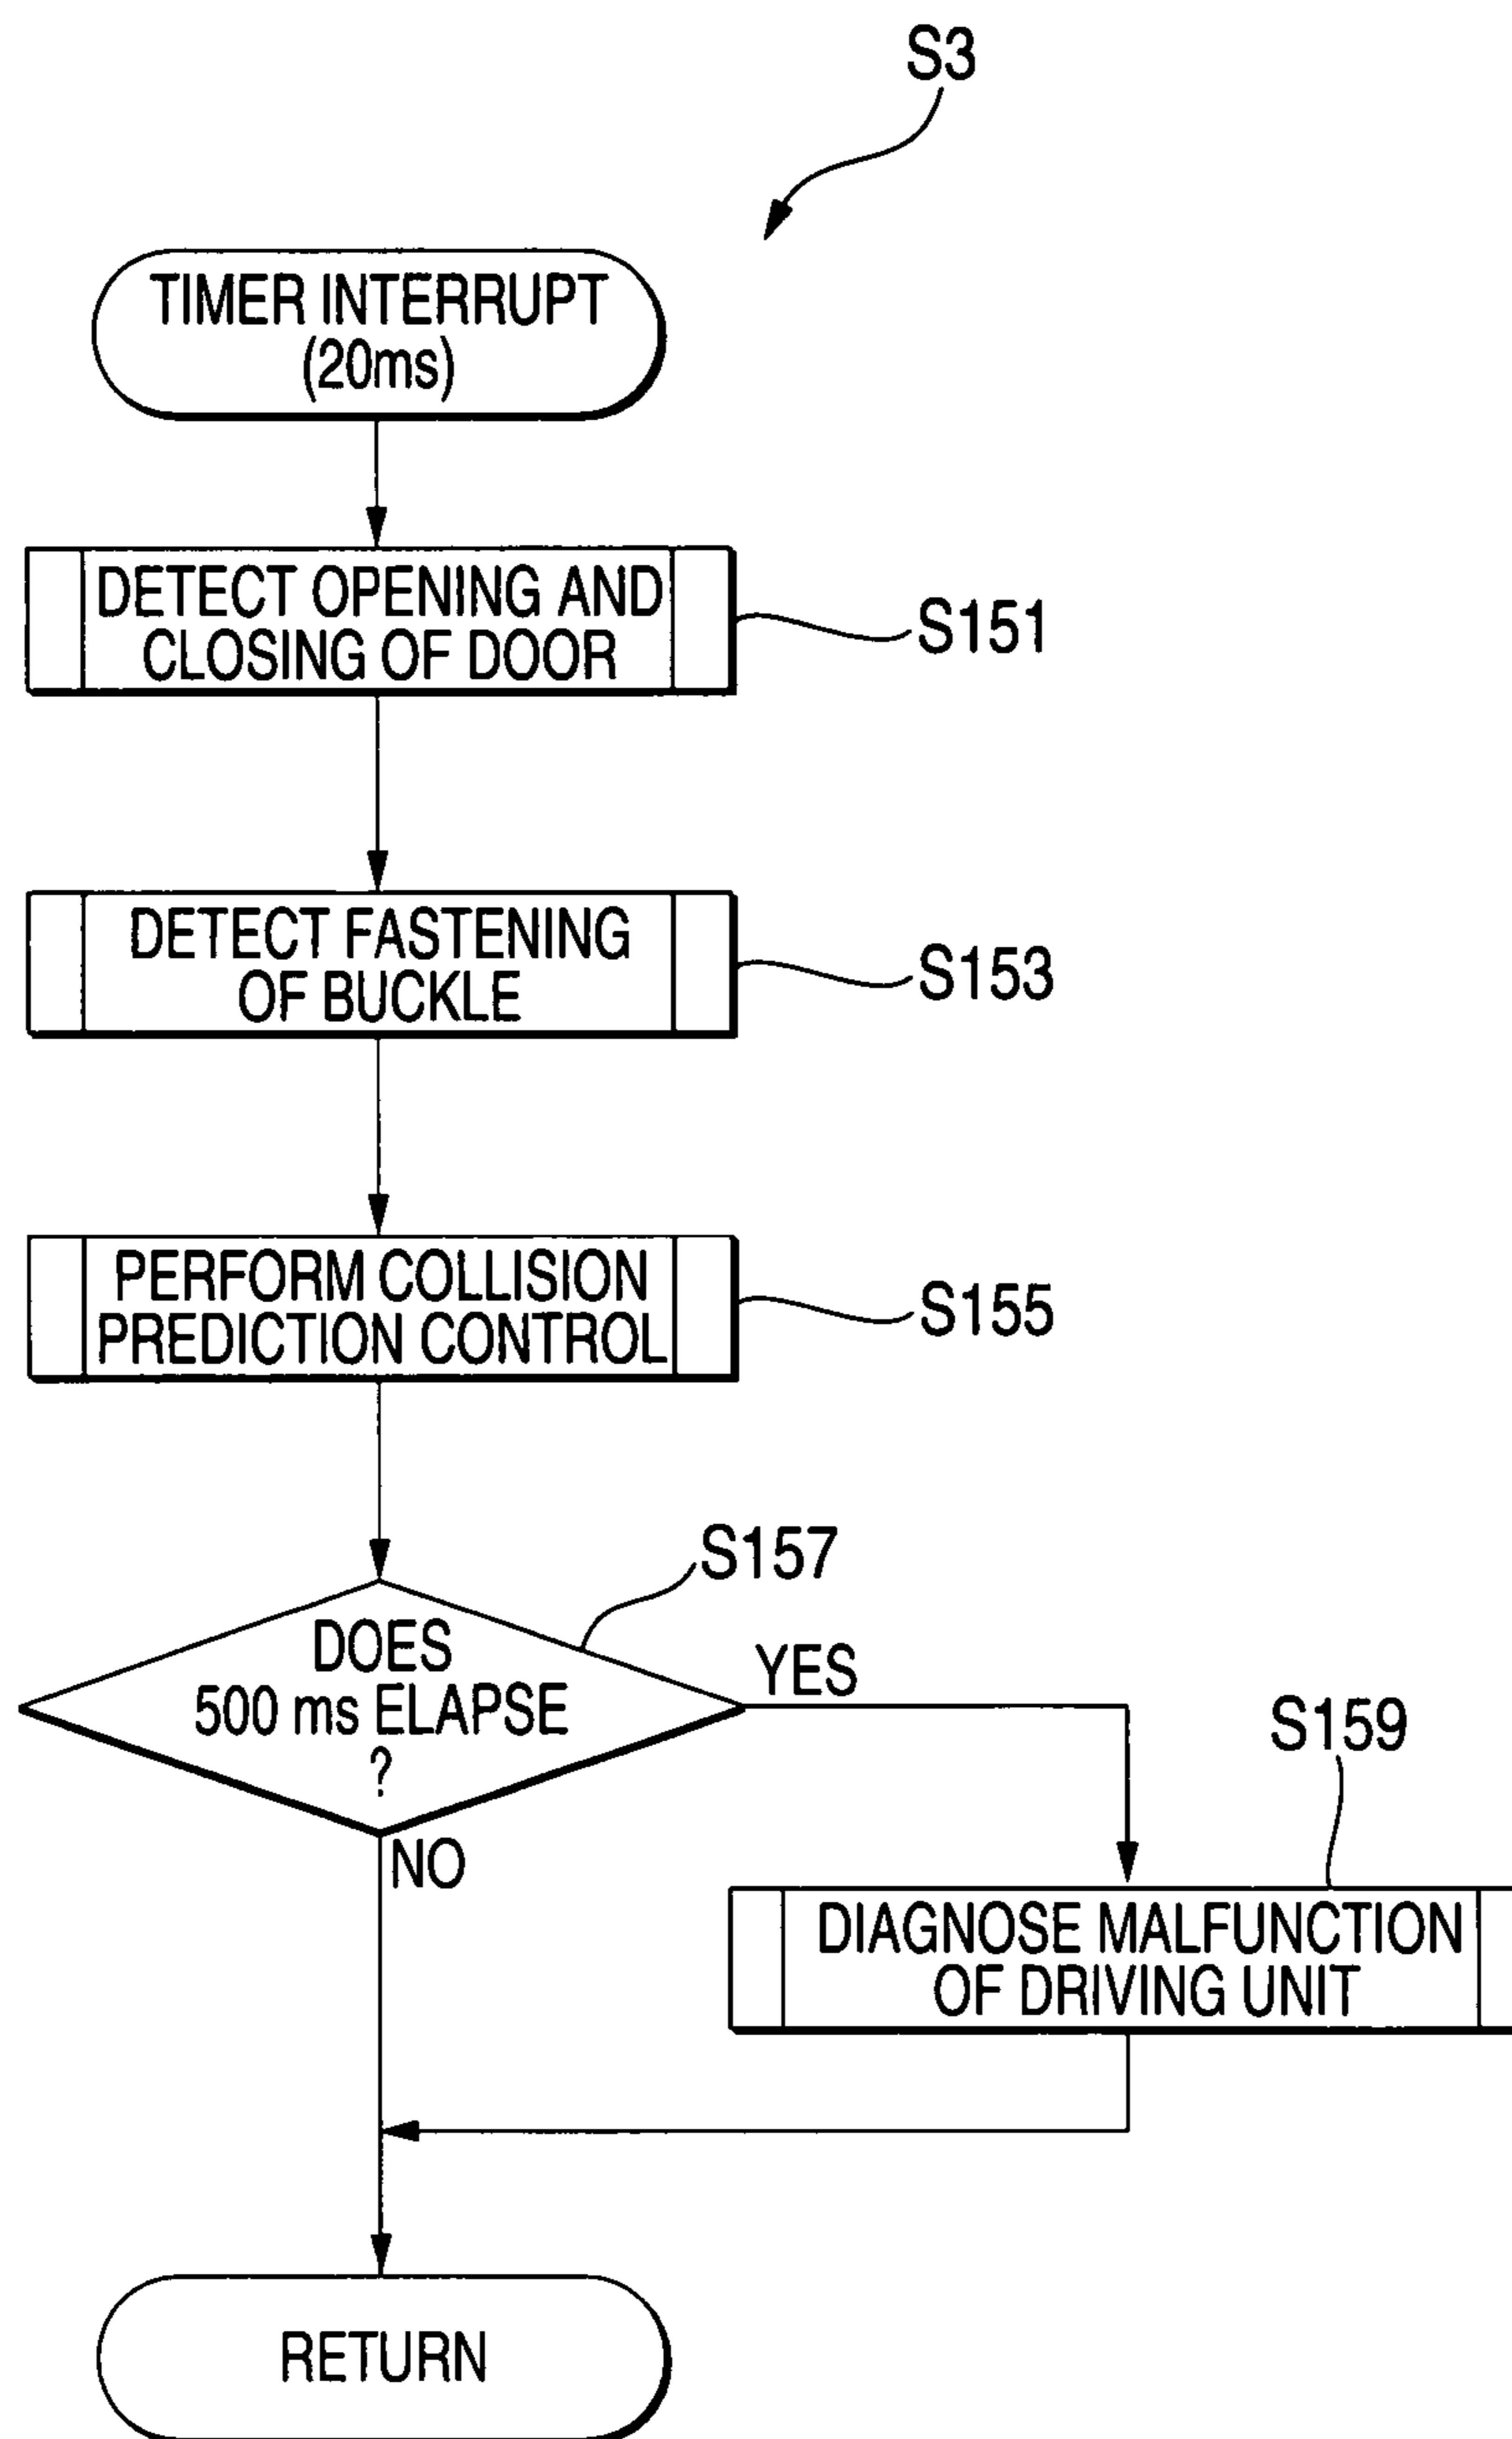 S3
TIMER INTERRUPT
(20ms)
DETECT OPENING AND
CLOSING OF DOOR
S151
DETECT FASTENING
OF BUCKLE
S153
PERFORM COLLISION
PREDICTION CONTROL
S155
S157
DOES
500 ms ELAPSE
?
YES
NO
S159
DIAGNOSE MALFUNCTION
OF DRIVING UNIT
RETURN